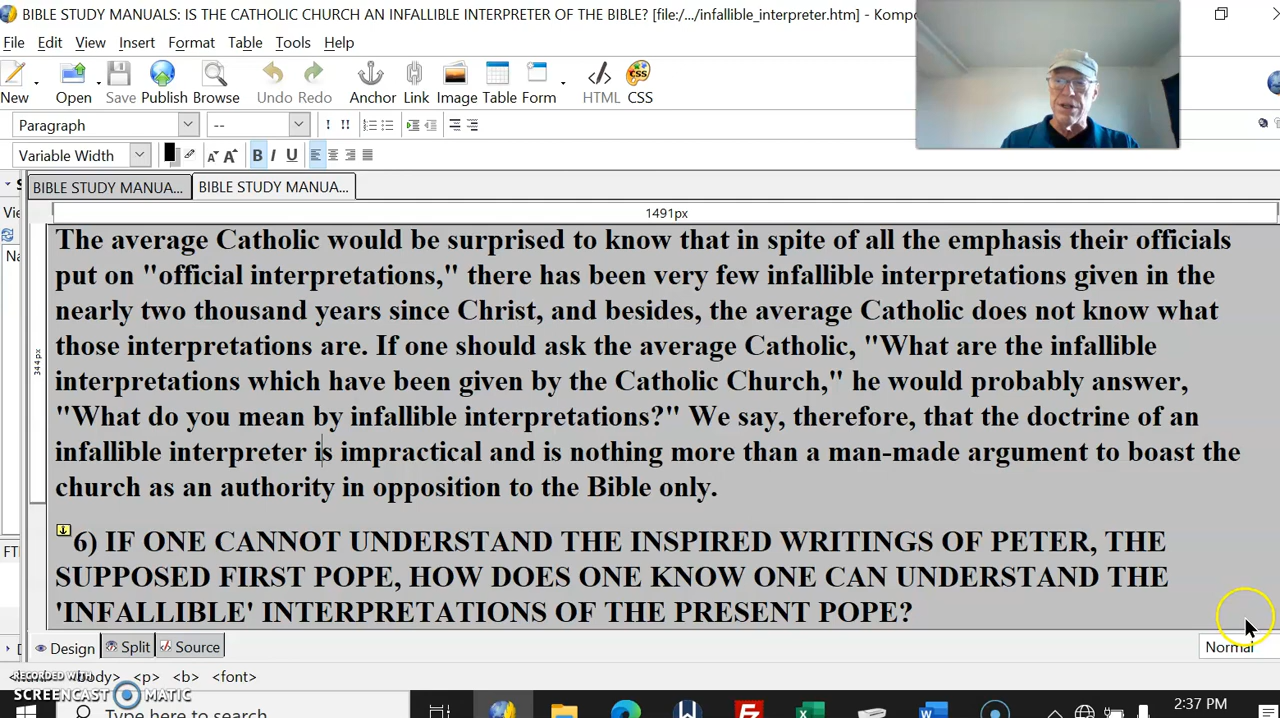 BIBLE STUDY MANUALS: IS THE CATHOLIC CHURCH AN INFALLIBLE INTERPRETER OF THE BIBLE? [file:/.../infallible_interpreter.htm] - Kompo
File Edit View Insert Format Table Tools Help
New Open Save Publish Browse Undo Redo Anchor Link Image Table Form HTML CSS
Paragraph --
Variable Width B I U
BIBLE STUDY MANUA... BIBLE STUDY MANUA...
1491px
344px
The average Catholic would be surprised to know that in spite of all the emphasis their officials
put on "official interpretations," there has been very few infallible interpretations given in the
nearly two thousand years since Christ, and besides, the average Catholic does not know what
those interpretations are. If one should ask the average Catholic, "What are the infallible
interpretations which have been given by the Catholic Church," he would probably answer,
"What do you mean by infallible interpretations?" We say, therefore, that the doctrine of an
infallible interpreter is impractical and is nothing more than a man-made argument to boast the
church as an authority in opposition to the Bible only.
6) IF ONE CANNOT UNDERSTAND THE INSPIRED WRITINGS OF PETER, THE
SUPPOSED FIRST POPE, HOW DOES ONE KNOW ONE CAN UNDERSTAND THE
'INFALLIBLE' INTERPRETATIONS OF THE PRESENT POPE?
Design Split Source Normal
<body> <p> <b> <font>
RECORDED WITH
SCREENCAST MATIC
Type here to search
2:37 PM